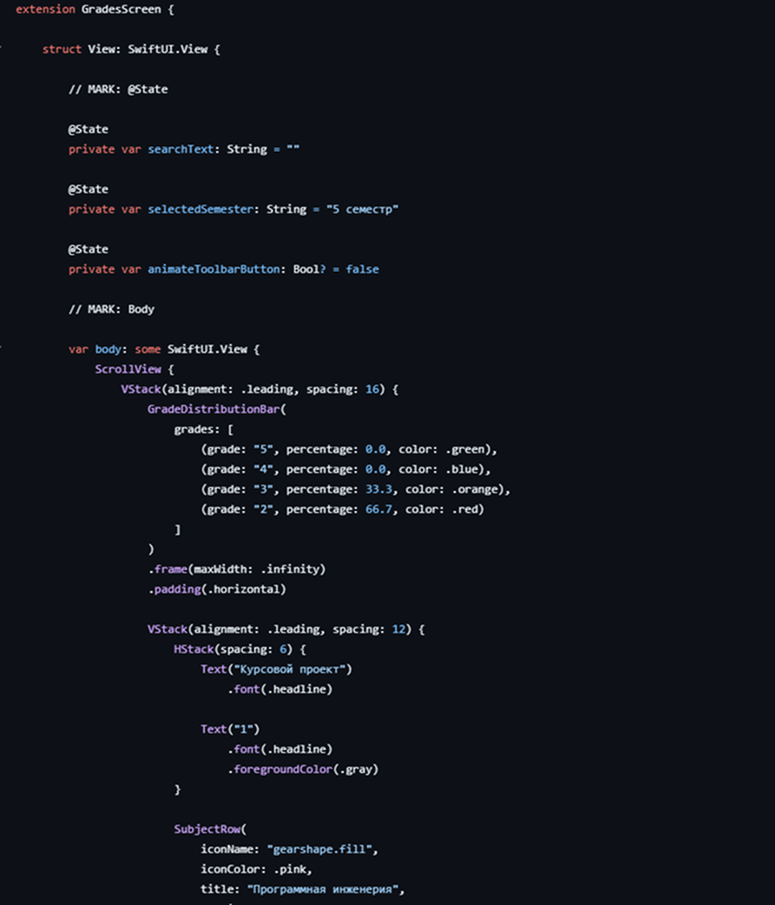 extension GradesScreen {
struct View: SwiftUI.View {
// MARK: @State
@State
private var searchText: String = ""
@State
private var selectedSemester: String = "5 семестр"
@State
private var animateToolbarButton: Bool? = false
// MARK: Body
var body: some SwiftUI.View {
ScrollView {
VStack(alignment: .leading, spacing: 16) {
GradeDistributionBar(
grades: [
(grade: "5", percentage: 0.0, color: .green),
(grade: "4", percentage: 0.0, color: .blue),
(grade: "3", percentage: 33.3, color: .orange),
(grade: "2", percentage: 66.7, color: .red)
]
)
.frame(maxWidth: .infinity)
.padding(.horizontal)
VStack(alignment: .leading, spacing: 12) {
HStack(spacing: 6) {
Text("Курсовой проект")
.font(.headline)
Text("1")
.font(.headline)
.foregroundColor(.gray)
}
SubjectRow(
iconName: "gearshape.fill",
iconColor: .pink,
title: "Программная инженерия",